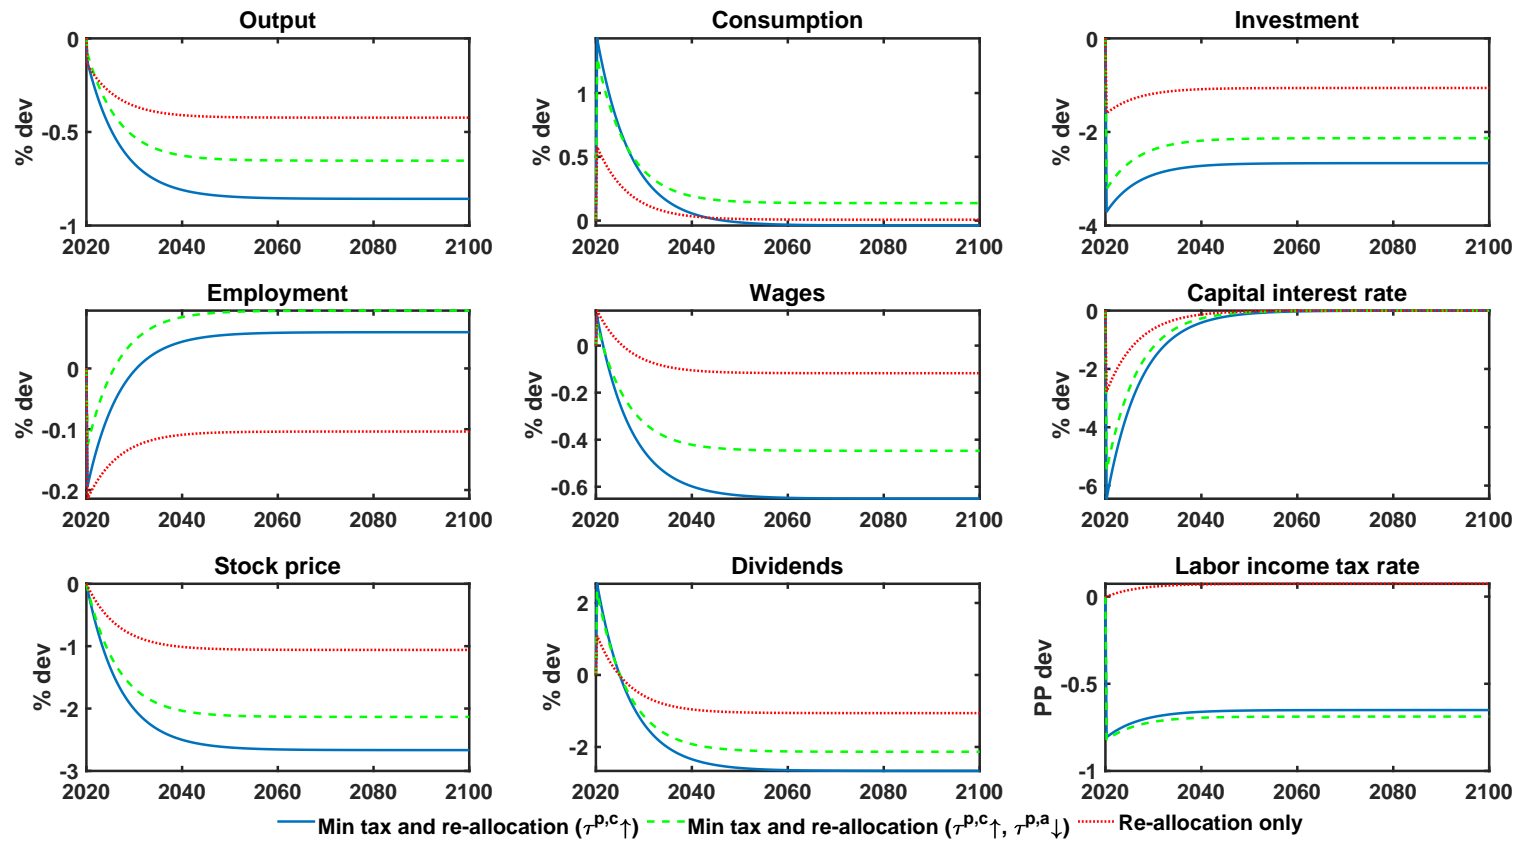 Output
% dev
0
-0.5
-1
2020 2040 2060 2080 2100
Consumption
% dev
1
0.5
0
2020 2040 2060 2080 2100
Investment
% dev
0
-2
-4
2020 2040 2060 2080 2100
Employment
% dev
0
-0.1
-0.2
2020 2040 2060 2080 2100
Wages
% dev
0
-0.2
-0.4
-0.6
2020 2040 2060 2080 2100
Capital interest rate
% dev
0
-2
-4
-6
2020 2040 2060 2080 2100
Stock price
% dev
0
-1
-2
-3
2020 2040 2060 2080 2100
Dividends
% dev
2
0
-2
2020 2040 2060 2080 2100
Labor income tax rate
PP dev
0
-0.5
-1
2020 2040 2060 2080 2100
Min tax and re-allocation (τ^p,c↑) Min tax and re-allocation (τ^p,c↑, τ^p,a↓) Re-allocation only